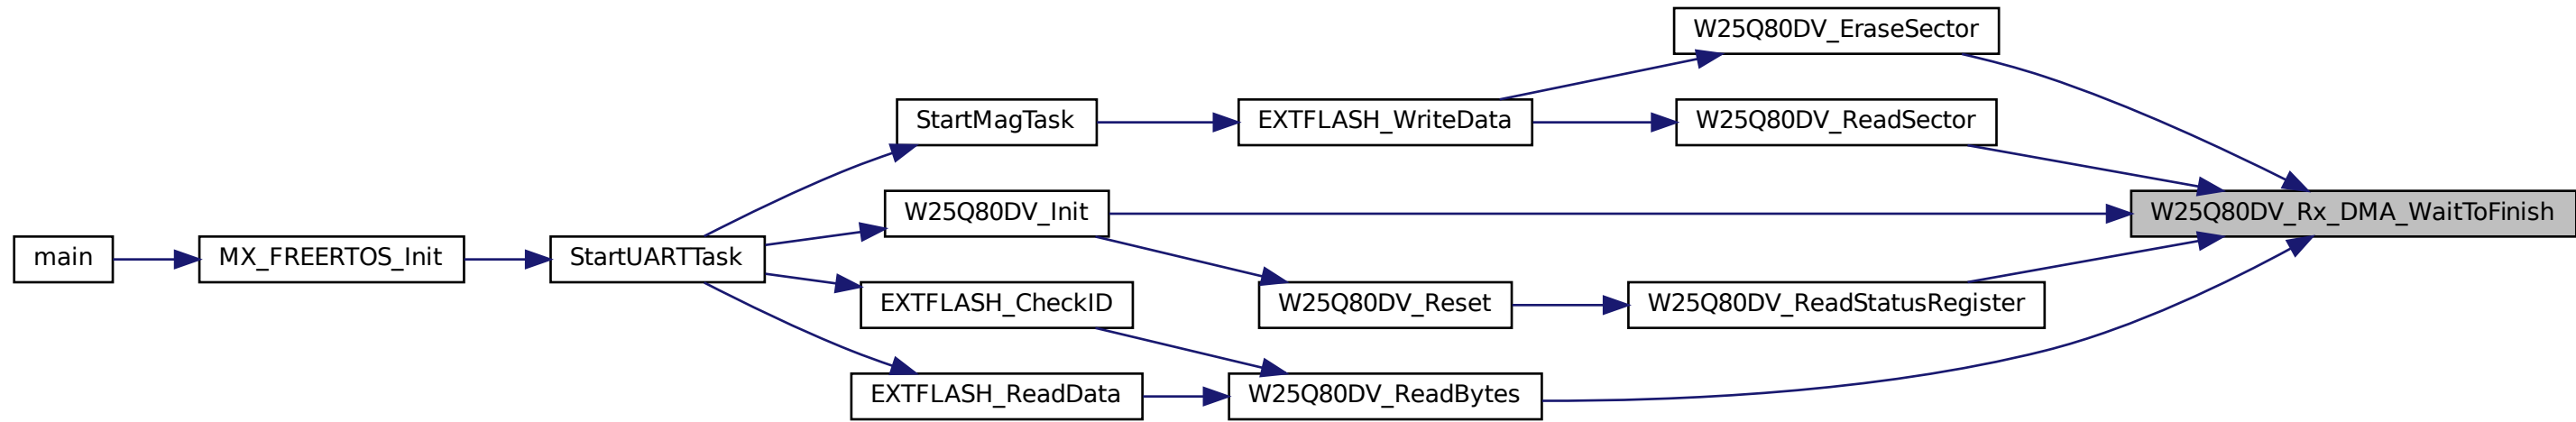 W25Q80DV_EraseSector
StartMagTask
EXTFLASH_WriteData
W25Q80DV_ReadSector
W25Q80DV_Init
W25Q80DV_Rx_DMA_WaitToFinish
main
MX_FREERTOS_Init
StartUARTTask
EXTFLASH_CheckID
W25Q80DV_Reset
W25Q80DV_ReadStatusRegister
EXTFLASH_ReadData
W25Q80DV_ReadBytes